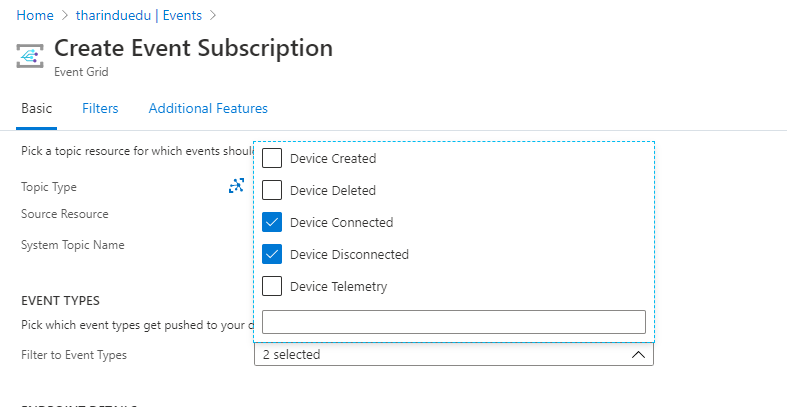 Home > tharinduedu | Events >
Create Event Subscription
Event Grid
Basic Filters Additional Features
Pick a topic resource for which events shoul
Device Created
Topic Type
Device Deleted
Source Resource
Device Connected
System Topic Name
Device Disconnected
Device Telemetry
EVENT TYPES
Pick which event types get pushed to your d
Filter to Event Types
2 selected
ENDPOINT DETAILS